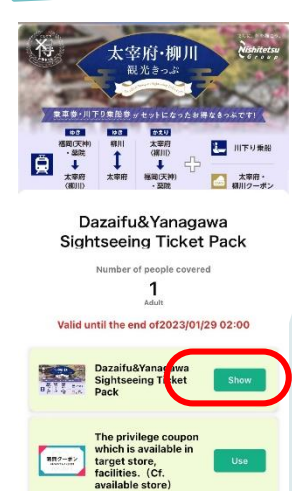 Nishitetsu
Group
太宰府・柳川
観光きっぷ
乗車券・川下り乗船券がセットになったお得なきっぷです!
ゆき ゆき かえり
福岡(天神)
・薬院
太宰府
(柳川)
柳川
太宰府
太宰府
(柳川)
福岡(天神)
・薬院
川下り乗船
太宰府・
柳川クーポン
Dazaifu&Yanagawa
Sightseeing Ticket Pack
Number of people covered
1
Adult
Valid until the end of2023/01/29 02:00
Dazaifu&Yanagawa
Sightseeing Ticket
Pack
Show
The privilege coupon
which is available in
target store,
facilities. (Cf.
available store)
Use